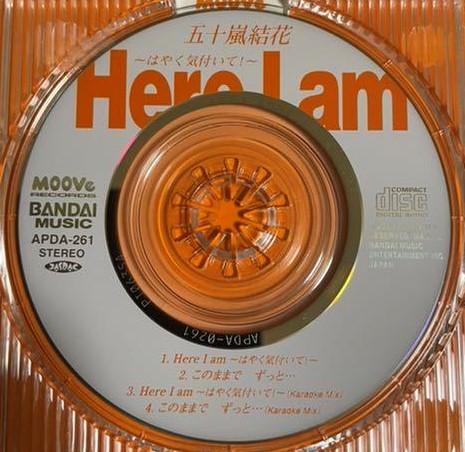 五十嵐結花
～はやく気付いて!～
Here I am
MOOVe
RECORDS
BANDAI
MUSIC
APDA-261
STEREO
JASRAC
COMPACT
disc
DIGITAL AUDIO
BANDAI MUSIC
ENTERTAINMENT INC.
JAPAN
APDA-0261
1. Here I am ～はやく気付いて!～
2. このままで ずっと…
3. Here I am ～はやく気付いて!～(Karaoke Mix)
4. このままで ずっと…(Karaoke Mix)